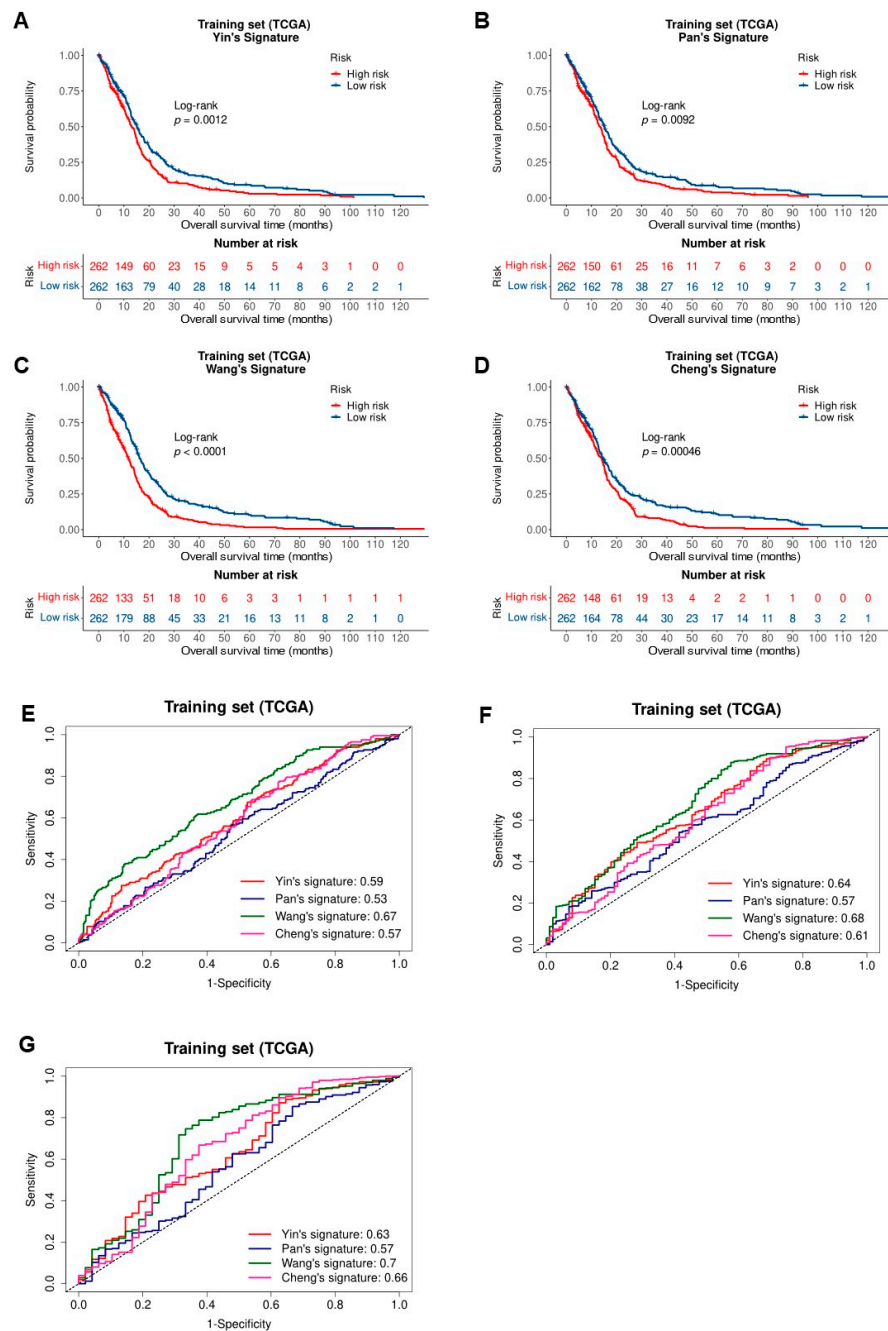 A
Training set (TCGA)
Yin's Signature
Risk
High risk
Low risk
Log-rank
p = 0.0012
Survival probability
1.00
0.75
0.50
0.25
0.00
0 10 20 30 40 50 60 70 80 90 100 110 120
Overall survival time (months)
Number at risk
Risk
High risk 262 149 60 23 15 9 5 5 4 3 1 0 0
Low risk 262 163 79 40 28 18 14 11 8 6 2 2 1
0 10 20 30 40 50 60 70 80 90 100 110 120
Overall survival time (months)
B
Training set (TCGA)
Pan's Signature
Risk
High risk
Low risk
Log-rank
p = 0.0092
Survival probability
1.00
0.75
0.50
0.25
0.00
0 10 20 30 40 50 60 70 80 90 100 110 120
Overall survival time (months)
Number at risk
Risk
High risk 262 150 61 25 16 11 7 6 3 2 0 0 0
Low risk 262 162 78 38 27 16 12 10 9 7 3 2 1
0 10 20 30 40 50 60 70 80 90 100 110 120
Overall survival time (months)
C
Training set (TCGA)
Wang's Signature
Risk
High risk
Low risk
Log-rank
p < 0.0001
Survival probability
1.00
0.75
0.50
0.25
0.00
0 10 20 30 40 50 60 70 80 90 100 110 120
Overall survival time (months)
Number at risk
Risk
High risk 262 133 51 18 10 6 3 3 1 1 1 1 1
Low risk 262 179 88 45 33 21 16 13 11 8 2 1 0
0 10 20 30 40 50 60 70 80 90 100 110 120
Overall survival time (months)
D
Training set (TCGA)
Cheng's Signature
Risk
High risk
Low risk
Log-rank
p = 0.00046
Survival probability
1.00
0.75
0.50
0.25
0.00
0 10 20 30 40 50 60 70 80 90 100 110 120
Overall survival time (months)
Number at risk
Risk
High risk 262 148 61 19 13 4 2 2 1 1 0 0 0
Low risk 262 164 78 44 30 23 17 14 11 8 3 2 1
0 10 20 30 40 50 60 70 80 90 100 110 120
Overall survival time (months)
E
Training set (TCGA)
Sensitivity
1.0
0.8
0.6
0.4
0.2
0.0
Yin's signature: 0.59
Pan's signature: 0.53
Wang's signature: 0.67
Cheng's signature: 0.57
0.0 0.2 0.4 0.6 0.8 1.0
1-Specificity
F
Training set (TCGA)
Sensitivity
1.0
0.8
0.6
0.4
0.2
0.0
Yin's signature: 0.64
Pan's signature: 0.57
Wang's signature: 0.68
Cheng's signature: 0.61
0.0 0.2 0.4 0.6 0.8 1.0
1-Specificity
G
Training set (TCGA)
Sensitivity
1.0
0.8
0.6
0.4
0.2
0.0
Yin's signature: 0.63
Pan's signature: 0.57
Wang's signature: 0.7
Cheng's signature: 0.66
0.0 0.2 0.4 0.6 0.8 1.0
1-Specificity